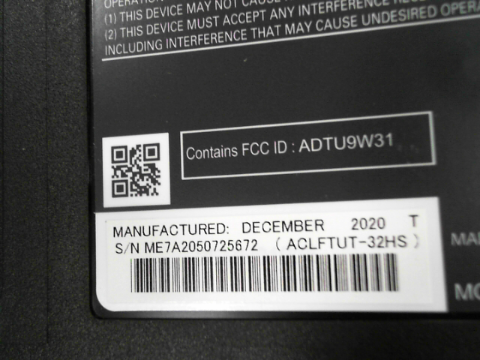 (1) THIS DEVICE MAY NOT CAUSE
(2) THIS DEVICE MUST ACCEPT ANY INTERFERENCE
INCLUDING INTERFERENCE THAT MAY CAUSE UNDESIRED
Contains FCC ID : ADTU9W31
MANUFACTURED: DECEMBER 2020 T
S/N ME7A2050725672 (ACLFTUT-32HS)